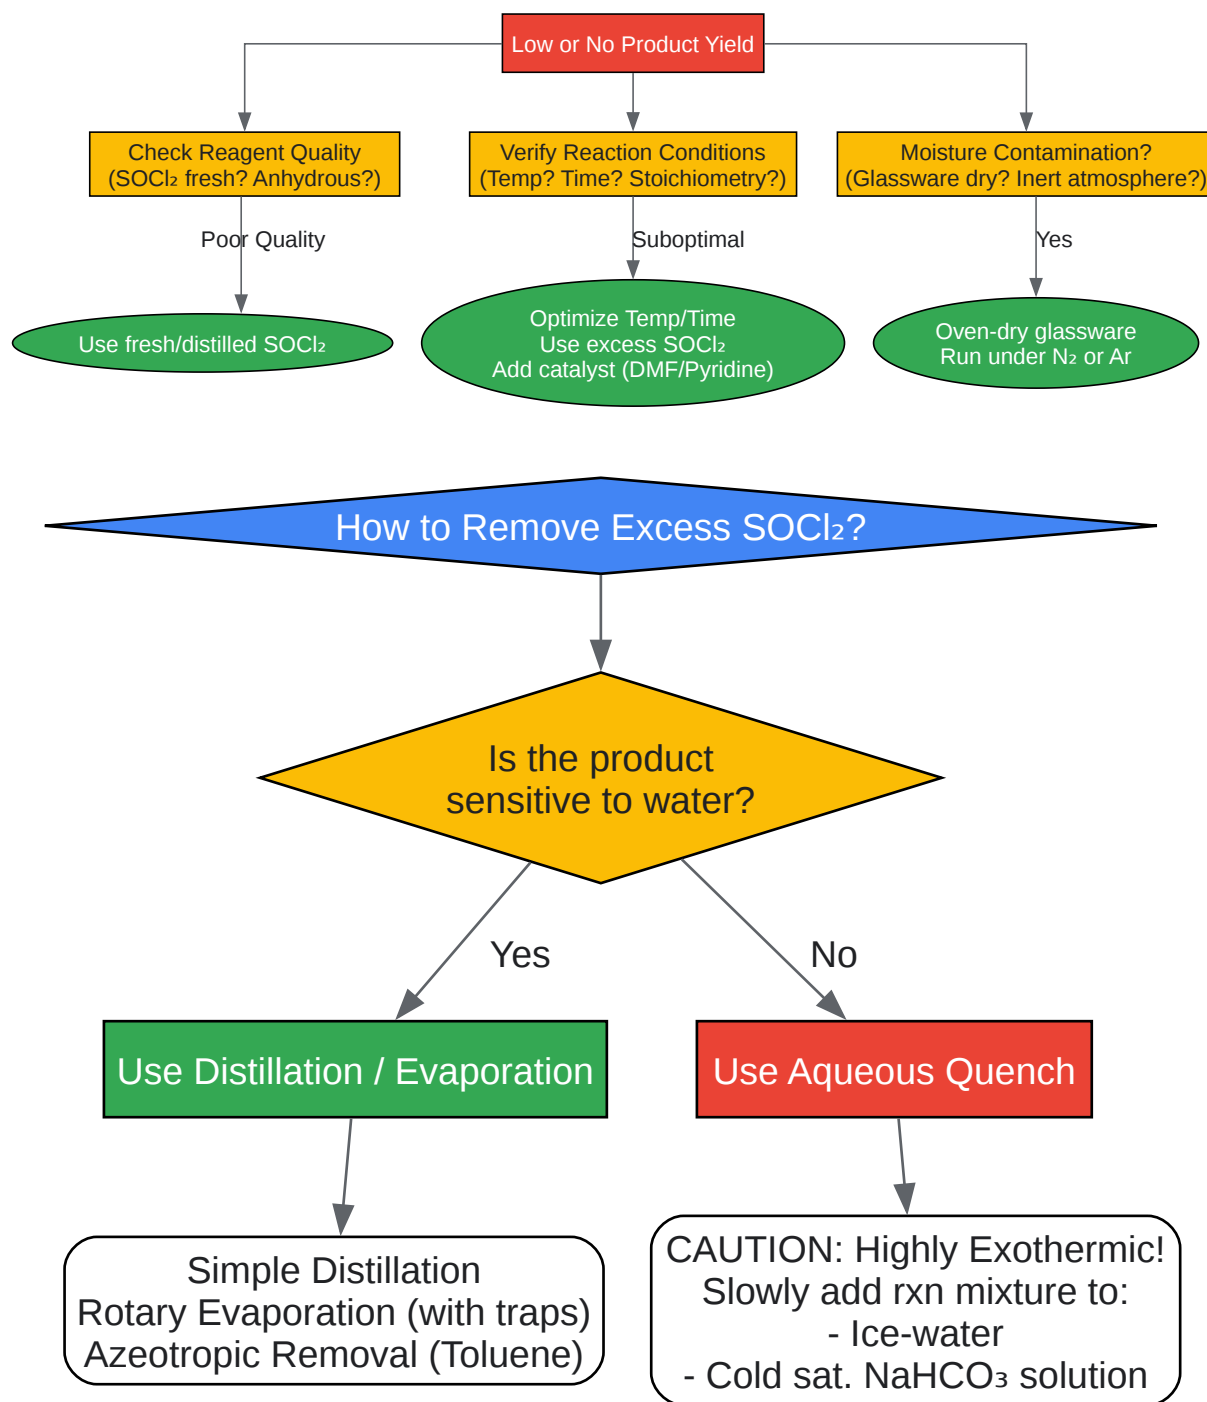 Low or No Product Yield
Check Reagent Quality
(SOCl₂ fresh? Anhydrous?)
Verify Reaction Conditions
(Temp? Time? Stoichiometry?)
Moisture Contamination?
(Glassware dry? Inert atmosphere?)
Poor Quality
Suboptimal
Yes
Use fresh/distilled SOCl₂
Optimize Temp/Time
Use excess SOCl₂
Add catalyst (DMF/Pyridine)
Oven-dry glassware
Run under N₂ or Ar
How to Remove Excess SOCl₂?
Is the product
sensitive to water?
Yes
No
Use Distillation / Evaporation
Use Aqueous Quench
Simple Distillation
Rotary Evaporation (with traps)
Azeotropic Removal (Toluene)
CAUTION: Highly Exothermic!
Slowly add rxn mixture to:
- Ice-water
- Cold sat. NaHCO₃ solution